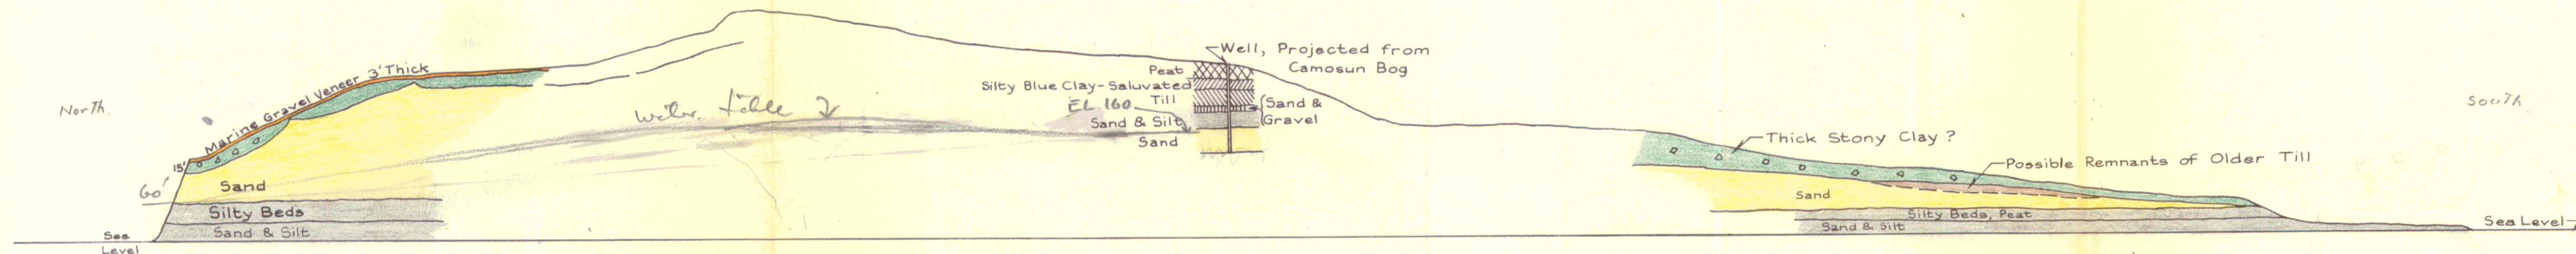 North.
Marine Gravel Veneer 3' Thick
15'
60'
Sand
Silty Beds
Sand & Silt
Sea
Level
water table
Well, Projected from
Camosun Bog
Peat
Silty Blue Clay-Saluvated
Till
EL 160
Sand & Silt
Sand
Sand &
Gravel
Thick Stony Clay ?
Possible Remnants of Older Till
Sand
Silty Beds, Peat
Sand & Silt
South
Sea Level